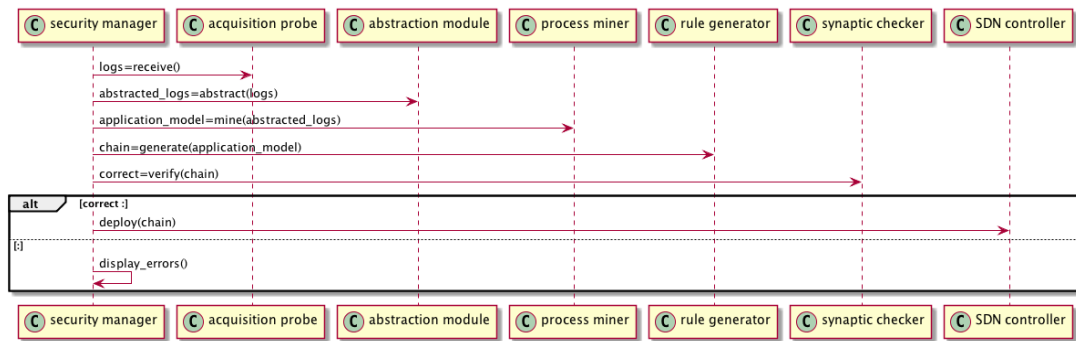 C security manager C acquisition probe C abstraction module C process miner C rule generator C synaptic checker C SDN controller
logs=receive()
abstracted_logs=abstract(logs)
application_model=mine(abstracted_logs)
chain=generate(application_model)
correct=verify(chain)
alt [correct :]
deploy(chain)
[:]
display_errors()
C security manager C acquisition probe C abstraction module C process miner C rule generator C synaptic checker C SDN controller